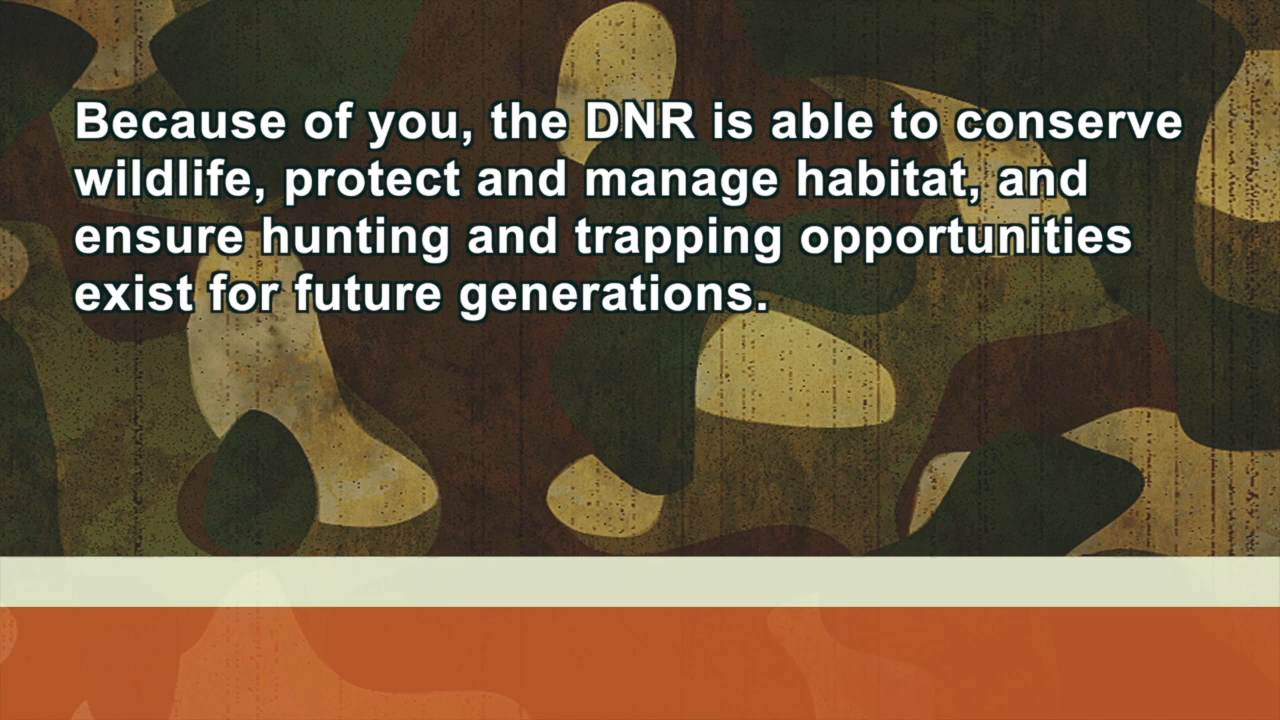 Because of you, the DNR is able to conserve
wildlife, protect and manage habitat, and
ensure hunting and trapping opportunities
exist for future generations.